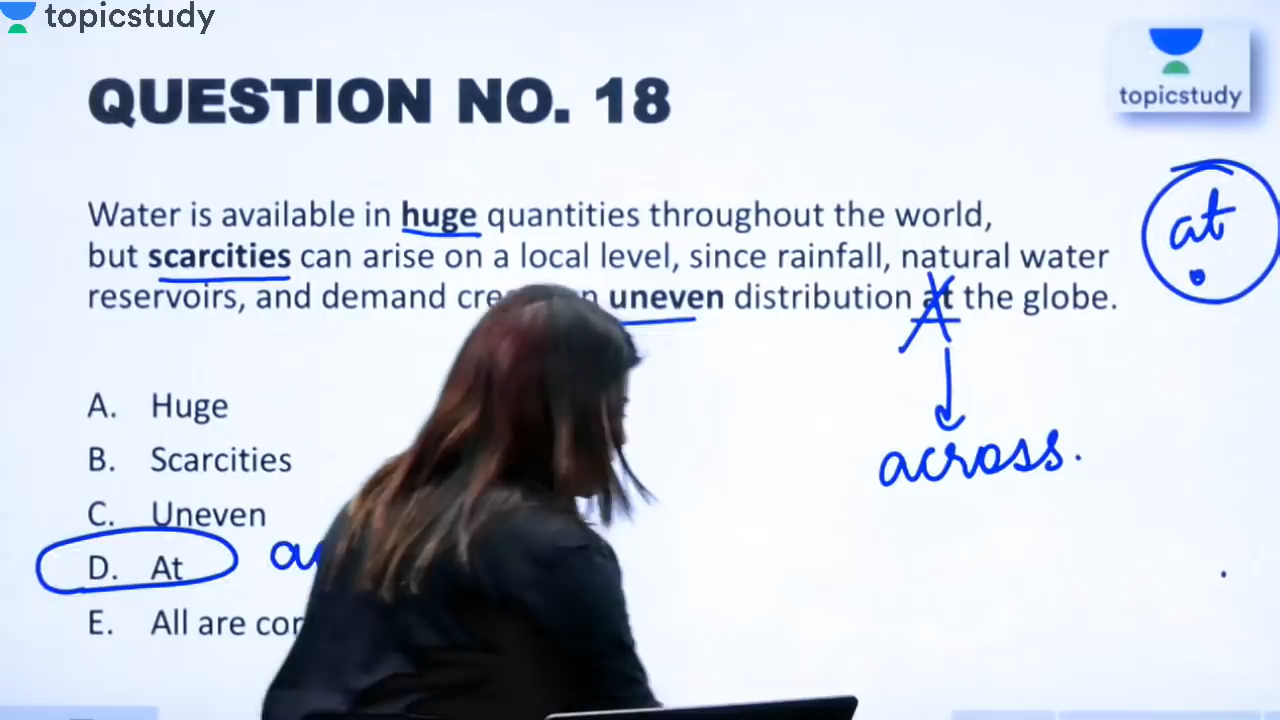 topicstudy
topicstudy
QUESTION NO. 18
at
Water is available in huge quantities throughout the world,
but scarcities can arise on a local level, since rainfall, natural water
reservoirs, and demand uneven distribution at the globe.
across.
A. Huge
B. Scarcities
C. Uneven
D. At
E. All are